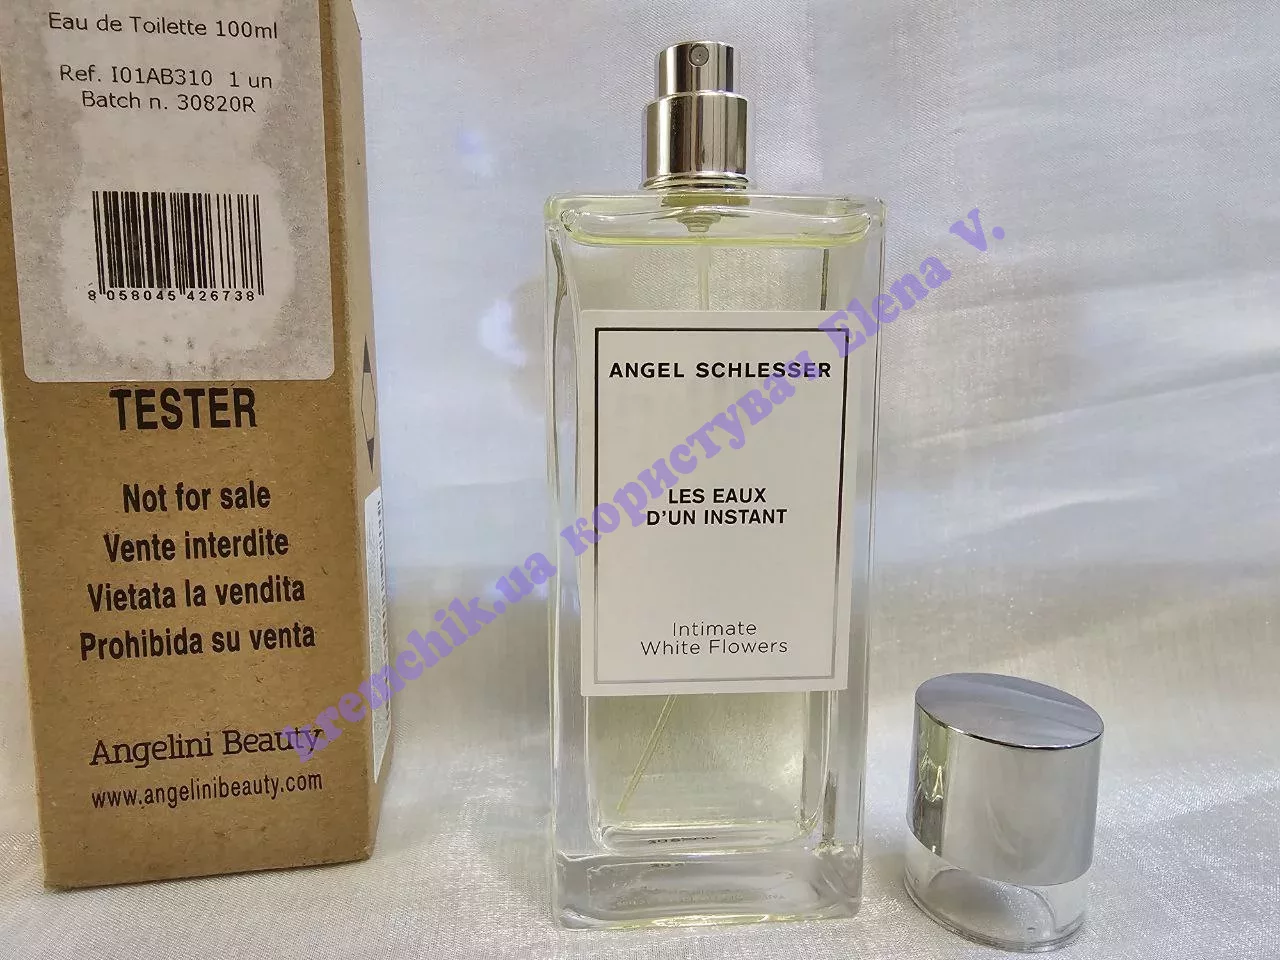 Eau de Toilette 100ml
Ref. I01AB310 1 un
Batch n. 30820R
8 058045 426738
TESTER
Not for sale
Vente interdite
Vietata la vendita
Prohibida su venta
Angelini Beauty
www.angelinibeauty.com
ANGEL SCHLESSER
LES EAUX
D'UN INSTANT
Intimate
White Flowers
kremchik.ua користувач Elena V.